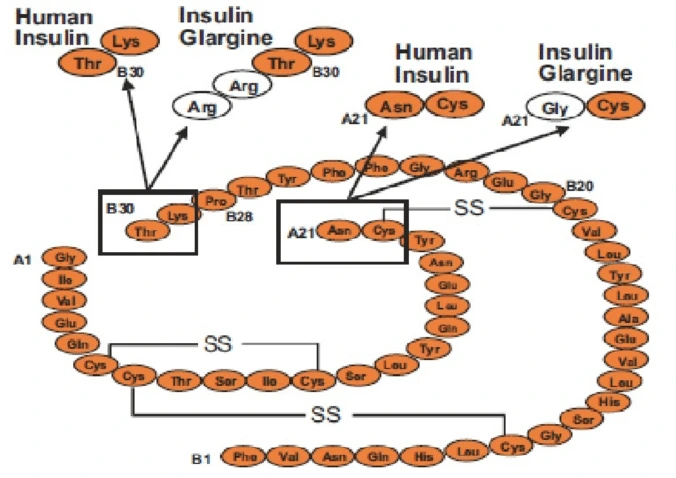 Human
Insulin
Lys
Thr
B30
Insulin
Glargine
Lys
Thr
B30
Arg
Arg
Human
Insulin
Asn
Cys
A21
Insulin
Glargine
Gly
Cys
A21
B30
Thr
Lys
Pro
B28
Thr
Tyr
Phe
Phe
Gly
Arg
Glu
Gly
B20
Cys
Val
Leu
Tyr
Leu
Ala
Glu
Val
Leu
His
Ser
Gly
Cys
Leu
His
Gln
Asn
Val
Phe
B1
A21
Asn
Cys
SS
Tyr
Asn
Glu
Leu
Gln
Tyr
Leu
Ser
Cys
Ile
Ser
Thr
Cys
Cys
Gln
Glu
Val
Ile
Gly
A1
SS
SS